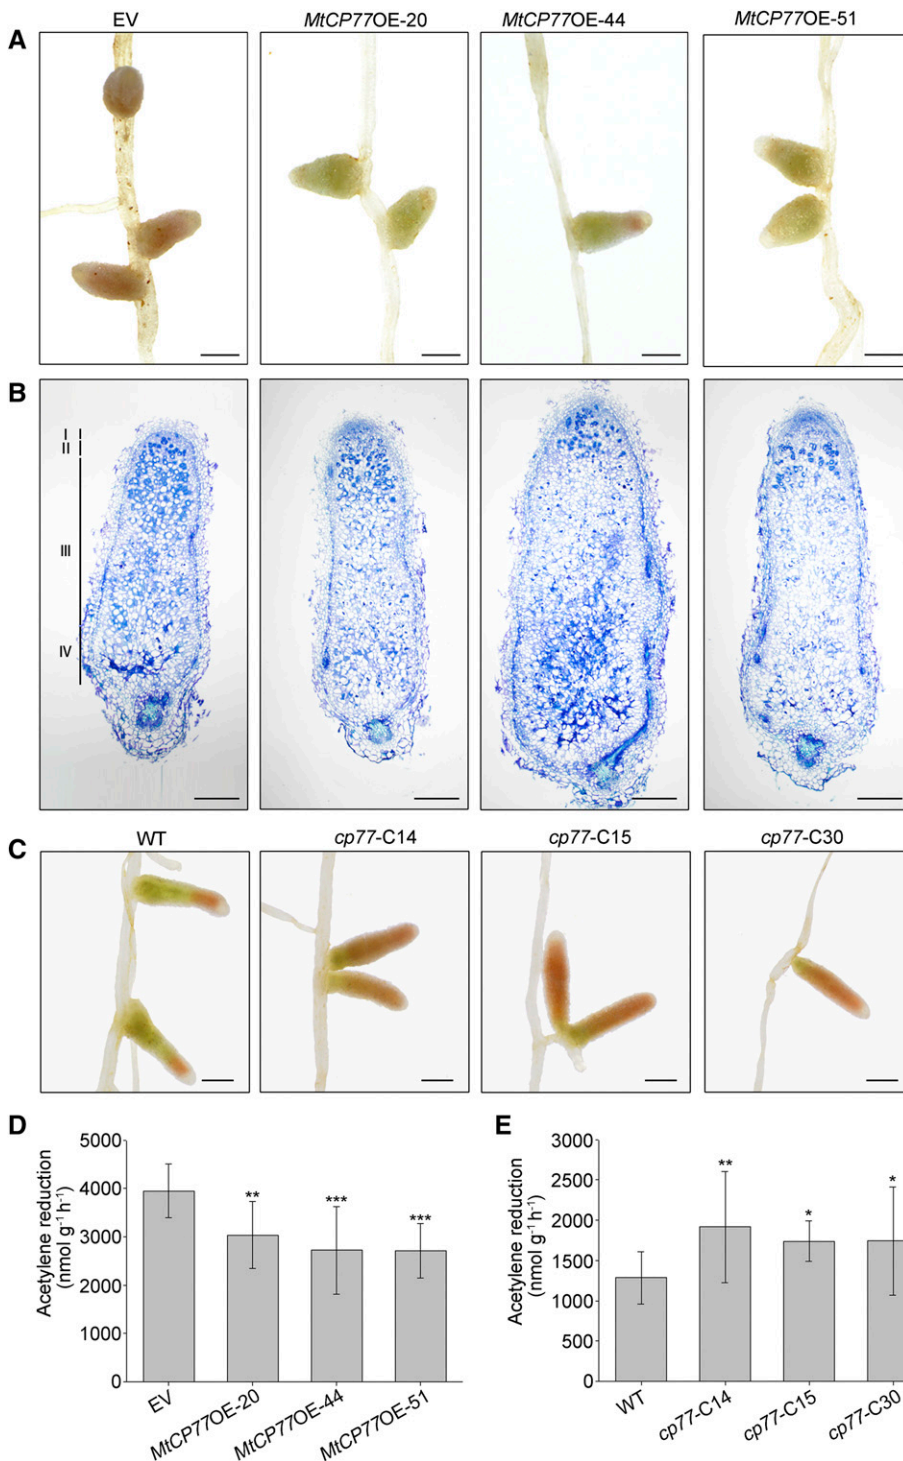 A
EV
MtCP77OE-20
MtCP77OE-44
MtCP77OE-51
B
I
II
III
IV
C
WT
cp77-C14
cp77-C15
cp77-C30
D
Acetylene reduction
(nmol g⁻¹ h⁻¹)
5000
4000
3000
2000
1000
0
**
***
***
EV
MtCP77OE-20
MtCP77OE-44
MtCP77OE-51
E
Acetylene reduction
(nmol g⁻¹ h⁻¹)
3000
2500
2000
1500
1000
500
0
**
*
*
WT
cp77-C14
cp77-C15
cp77-C30